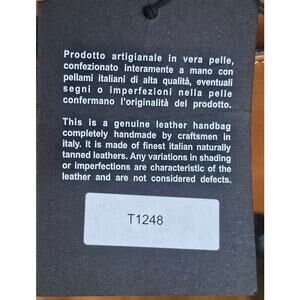 Prodotto artigianale in vera pelle,
confezionato interamente a mano con
pellami italiani di alta qualità, eventuali
segni o imperfezioni nella pelle
confermano l'originalità del prodotto.
This is a genuine leather handbag
completely handmade by craftsmen in
italy. It is made of finest italian naturally
tanned leathers. Any variations in shading
or imperfections are characteristic of the
leather and are not considered defects.
T1248